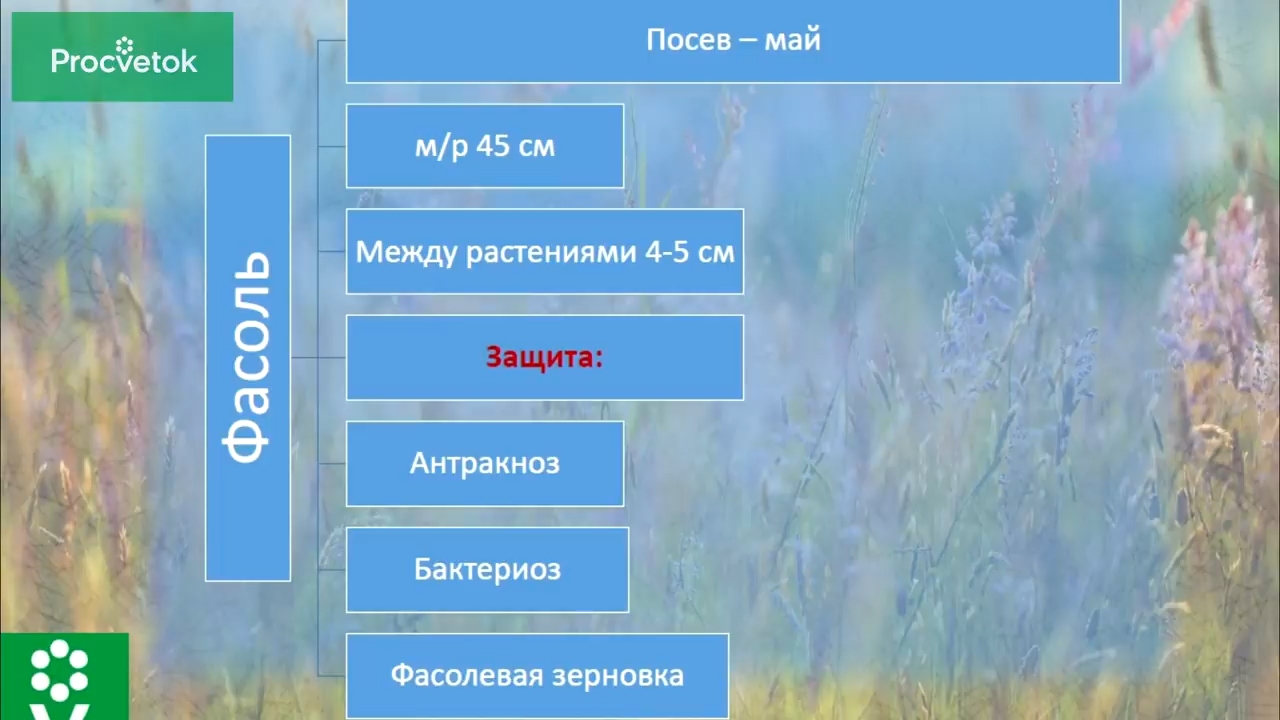 Procvetok
Посев – май
м/р 45 см
Между растениями 4-5 см
Фасоль
Защита:
Антракноз
Бактериоз
Фасолевая зерновка